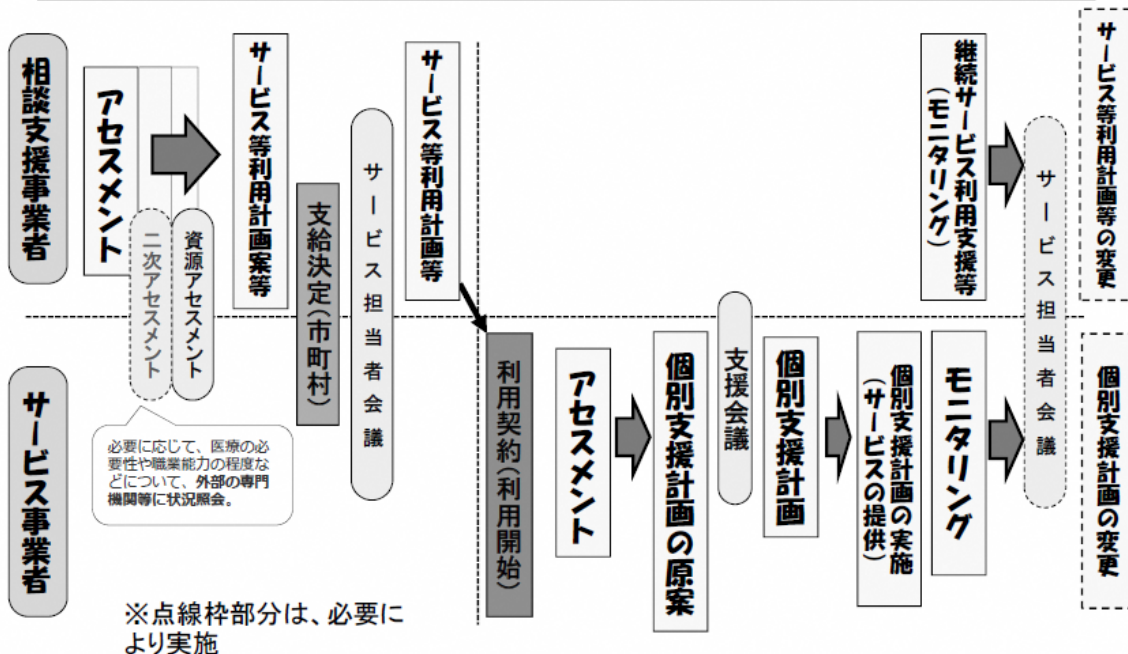 相談支援事業者
アセスメント
二次アセスメント
資源アセスメント
サービス等利用計画案等
支給決定(市町村)
サービス担当者会議
サービス等利用計画等
継続サービス利用支援等
(モニタリング)
サービス担当者会議
サービス等利用計画等の変更
サービス事業者
必要に応じて、医療の必
要性や職業能力の程度な
どについて、外部の専門
機関等に状況照会。
利用契約(利用開始)
アセスメント
個別支援計画の原案
支援会議
個別支援計画
個別支援計画の実施
(サービスの提供)
モニタリング
個別支援計画の変更
※点線枠部分は、必要に
より実施